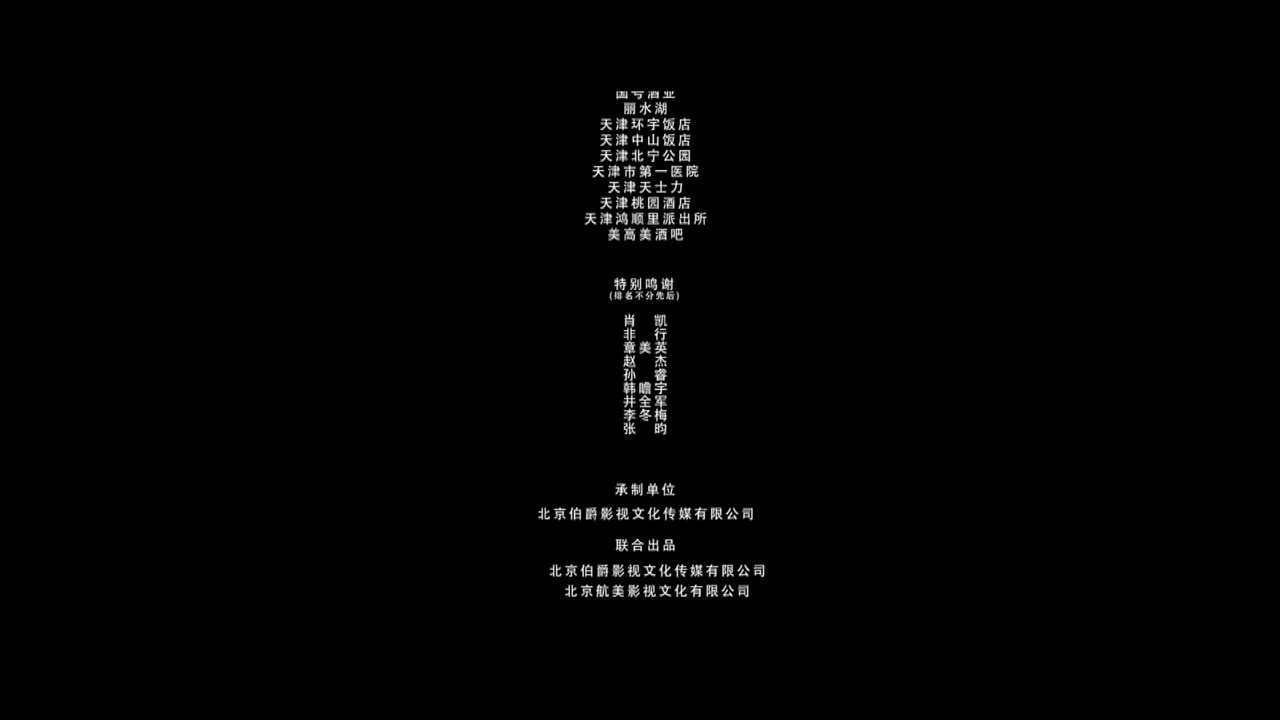 丽水湖
天津环宇饭店
天津中山饭店
天津北宁公园
天津市第一医院
天津天士力
天津桃园酒店
天津鸿顺里派出所
美高美酒吧
特别鸣谢
(排名不分先后)
肖 凯
非 行
章美英
赵 杰
孙 睿
韩瞻宇
井全军
李冬梅
张 昀
承制单位
北京伯爵影视文化传媒有限公司
联合出品
北京伯爵影视文化传媒有限公司
北京航美影视文化有限公司